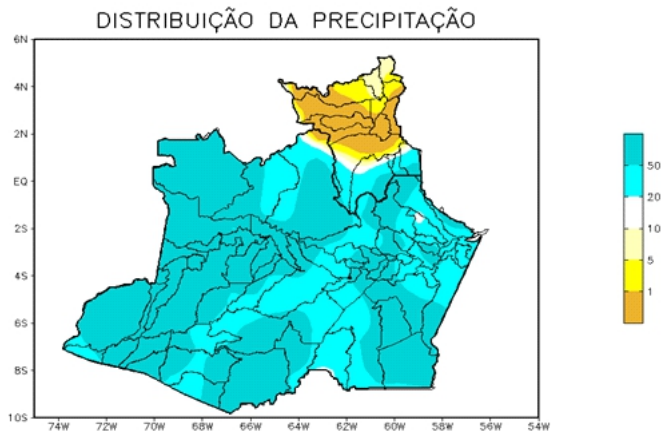 DISTRIBUIÇÃO DA PRECIPITAÇÃO
6N
4N
2N
EQ
2S
4S
6S
8S
10S
74W 72W 70W 68W 66W 64W 62W 60W 58W 56W 54W
50
20
10
5
1